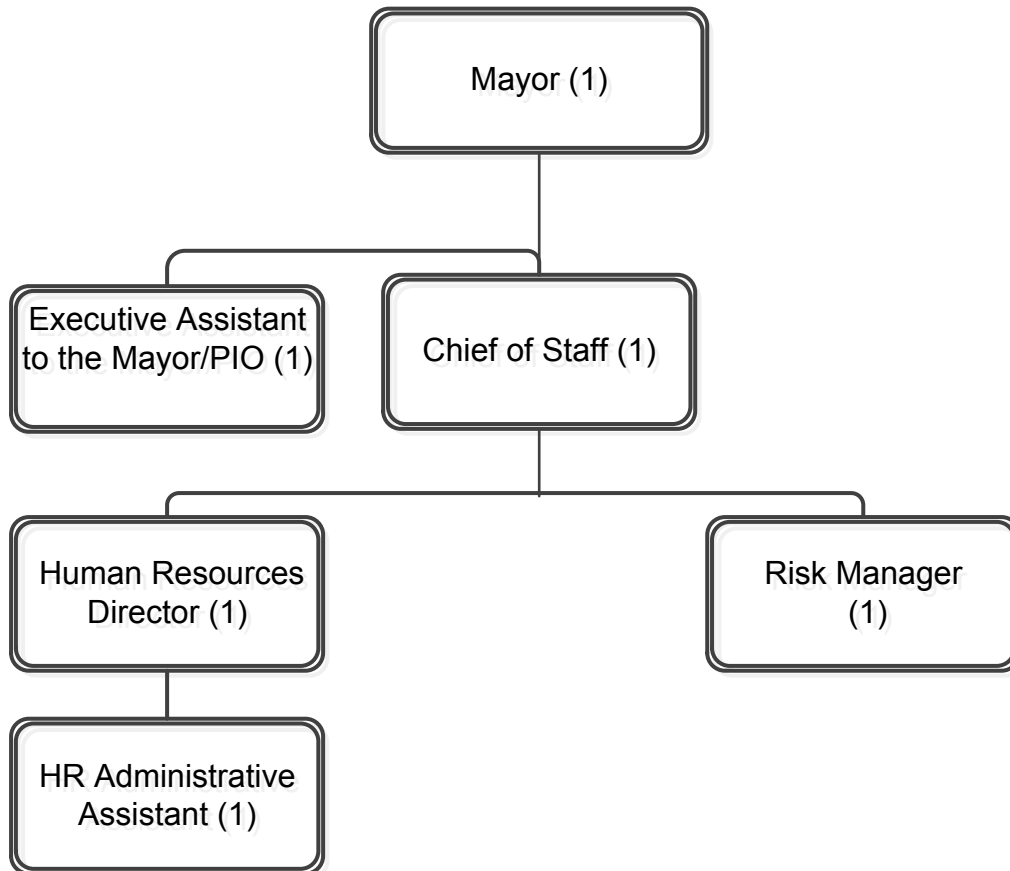 Mayor (1)
Executive Assistant
to the Mayor/PIO (1)
Chief of Staff (1)
Human Resources
Director (1)
Risk Manager
(1)
HR Administrative
Assistant (1)